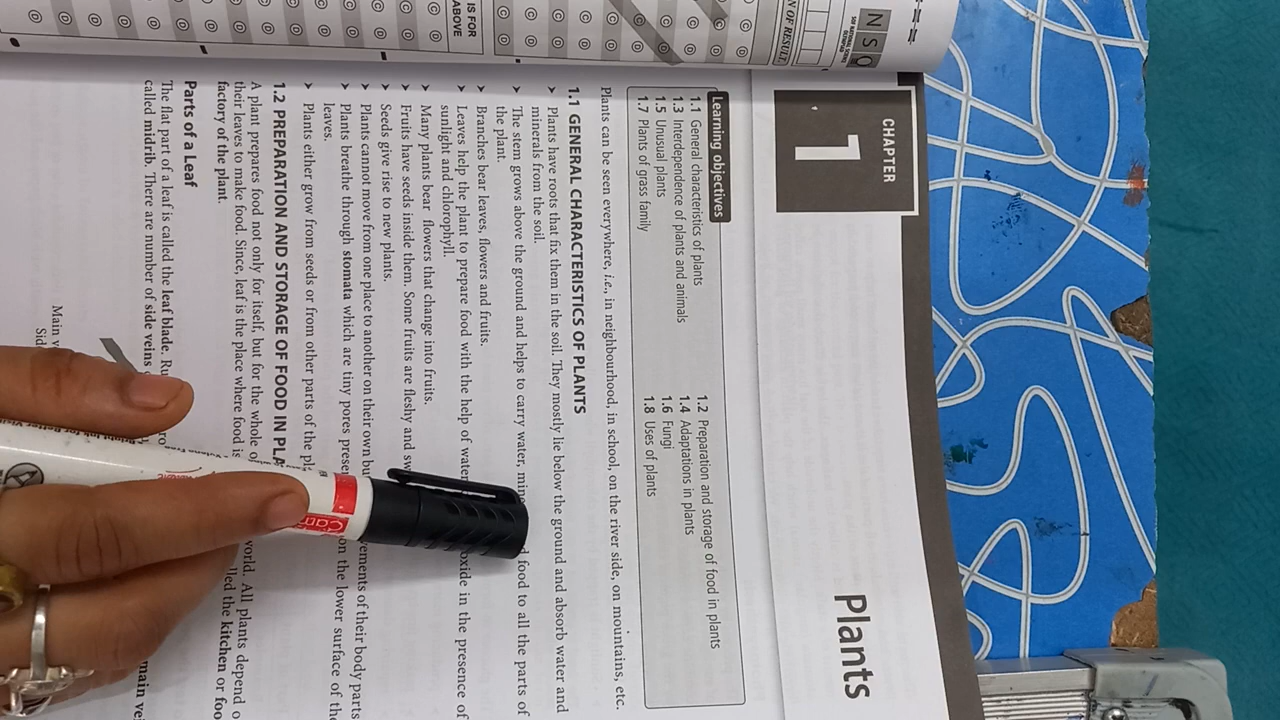 NSO
IS FOR
ABOVE
CHAPTER
1
Plants
Learning objectives
1.1 General characteristics of plants 1.2 Preparation and storage of food in plants
1.3 Interdependence of plants and animals 1.4 Adaptations in plants
1.5 Unusual plants 1.6 Fungi
1.7 Plants of grass family 1.8 Uses of plants
Plants can be seen everywhere, i.e., in neighbourhood, in school, on the river side, on mountains, etc.
1.1 GENERAL CHARACTERISTICS OF PLANTS
➤ Plants have roots that fix them in the soil. They mostly lie below the ground and absorb water and
minerals from the soil.
➤ The stem grows above the ground and helps to carry water, food to all the parts of
the plant.
➤ Branches bear leaves, flowers and fruits.
➤ Leaves help the plant to prepare food with the help of water in the presence of
sunlight and chlorophyll.
➤ Many plants bear flowers that change into fruits.
➤ Fruits have seeds inside them. Some fruits are fleshy and
➤ Seeds give rise to new plants.
➤ Plants cannot move from one place to another on their own but of their body parts
➤ Plants breathe through stomata which are tiny pores on the lower surface of the
leaves.
➤ Plants either grow from seeds or from other parts of the
1.2 PREPARATION AND STORAGE OF FOOD IN
A plant prepares food not only for itself, but for the whole world. All plants depend
their leaves to make food. Since, leaf is the place where food is the kitchen or
factory of the plant.
Parts of a Leaf
The flat part of a leaf is called the leaf blade.
called midrib. There are number of side veins main
Main